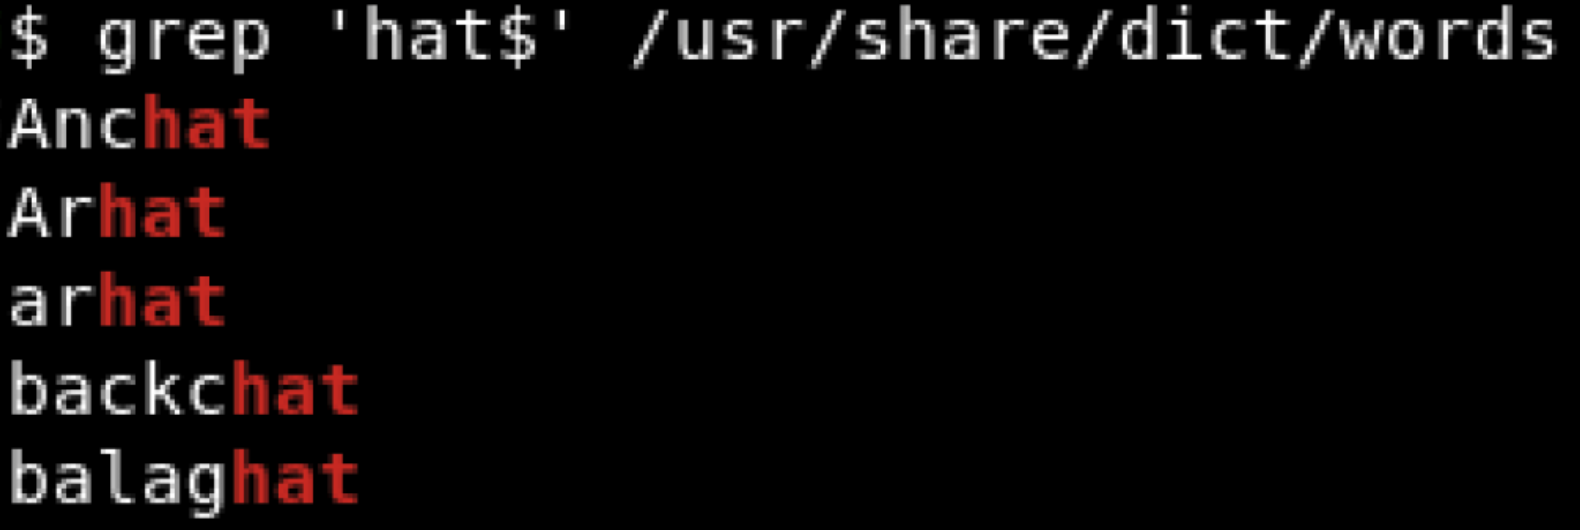 $ grep 'hat$' /usr/share/dict/words
Anchat
Arhat
arhat
backchat
balaghat